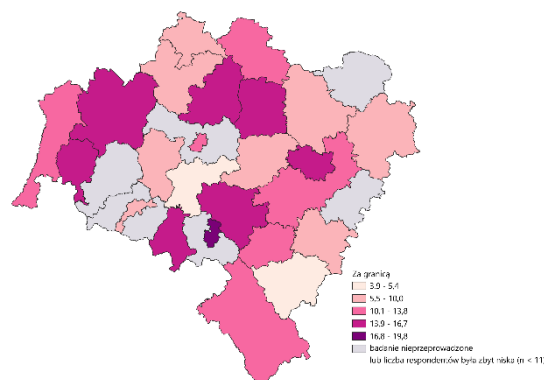 Za granicą
3,9 - 5,4
5,5 - 10,0
10,1 - 13,8
13,9 - 16,7
16,8 - 19,8
badanie nieprzeprowadzone
lub liczba respondentów była zbyt niska (n < 11)